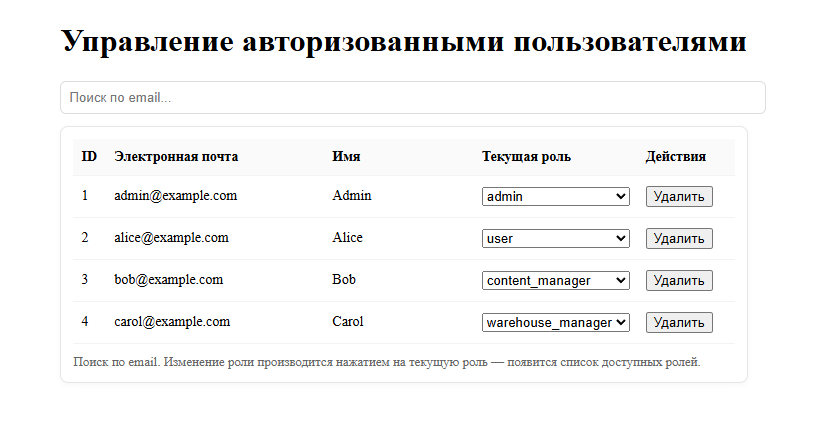 Управление авторизованными пользователями
Поиск по email...
ID Электронная почта Имя Текущая роль Действия
1 admin@example.com Admin admin Удалить
2 alice@example.com Alice user Удалить
3 bob@example.com Bob content_manager Удалить
4 carol@example.com Carol warehouse_manager Удалить
Поиск по email. Изменение роли производится нажатием на текущую роль — появится список доступных ролей.